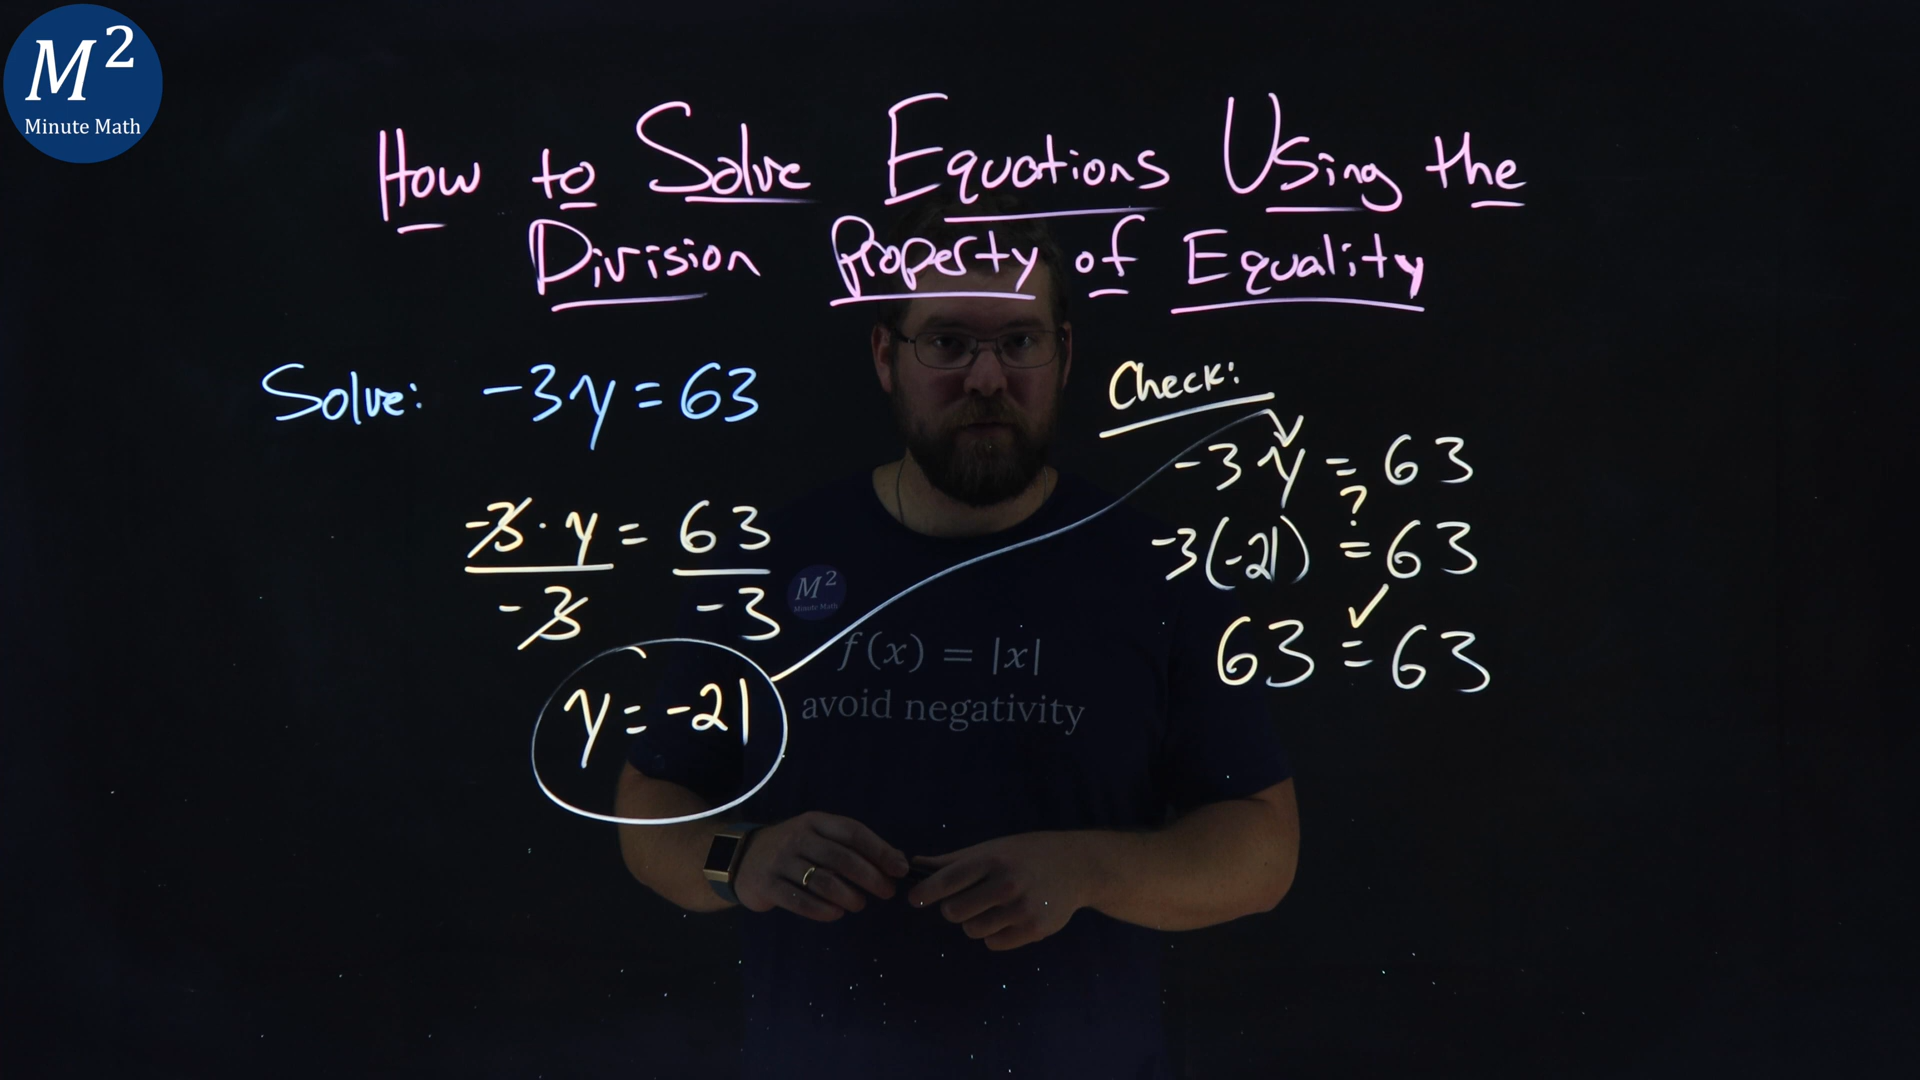 M²
Minute Math
How to Solve Equations Using the
Division Property of Equality
Solve: -3y = 63
-3 · y = 63
-3 -3
y = -21
Check:
-3y = 63
?
-3(-21) = 63
✓
63 = 63
M²
Minute Math
f(x) = |x|
avoid negativity